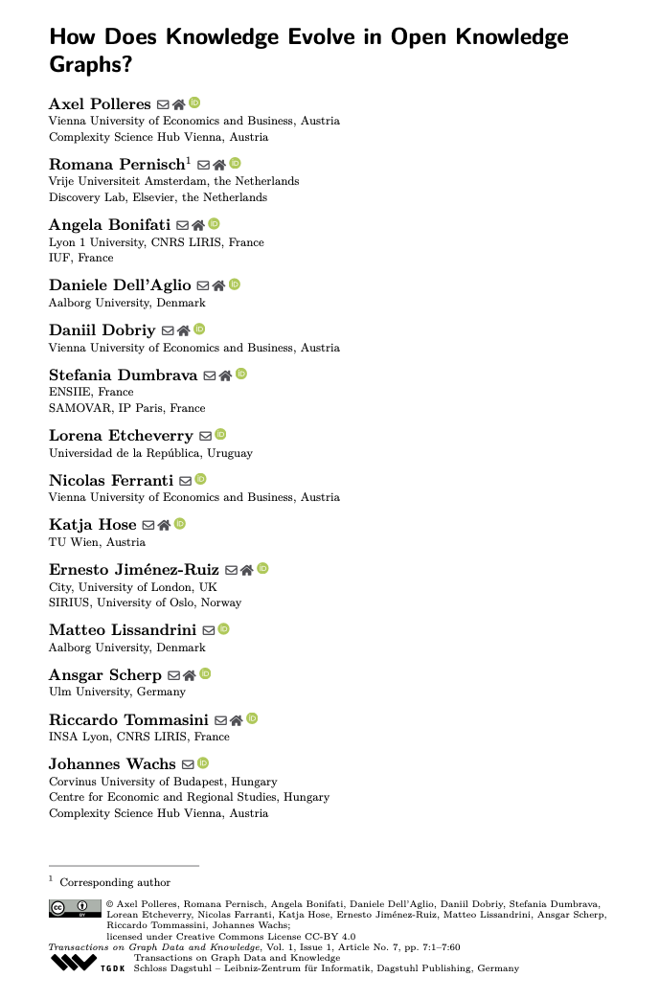 How Does Knowledge Evolve in Open Knowledge
Graphs?
Axel Polleres
Vienna University of Economics and Business, Austria
Complexity Science Hub Vienna, Austria
Romana Pernisch¹
Vrije Universiteit Amsterdam, the Netherlands
Discovery Lab, Elsevier, the Netherlands
Angela Bonifati
Lyon 1 University, CNRS LIRIS, France
IUF, France
Daniele Dell'Aglio
Aalborg University, Denmark
Daniil Dobriy
Vienna University of Economics and Business, Austria
Stefania Dumbrava
ENSIIE, France
SAMOVAR, IP Paris, France
Lorena Etcheverry
Universidad de la República, Uruguay
Nicolas Ferranti
Vienna University of Economics and Business, Austria
Katja Hose
TU Wien, Austria
Ernesto Jiménez-Ruiz
City, University of London, UK
SIRIUS, University of Oslo, Norway
Matteo Lissandrini
Aalborg University, Denmark
Ansgar Scherp
Ulm University, Germany
Riccardo Tommasini
INSA Lyon, CNRS LIRIS, France
Johannes Wachs
Corvinus University of Budapest, Hungary
Centre for Economic and Regional Studies, Hungary
Complexity Science Hub Vienna, Austria
¹ Corresponding author
© Axel Polleres, Romana Pernisch, Angela Bonifati, Daniele Dell'Aglio, Daniil Dobriy, Stefania Dumbrava,
Lorean Etcheverry, Nicolas Farranti, Katja Hose, Ernesto Jiménez-Ruiz, Matteo Lissandrini, Ansgar Scherp,
Riccardo Tommassini, Johannes Wachs;
licensed under Creative Commons License CC-BY 4.0
Transactions on Graph Data and Knowledge, Vol. 1, Issue 1, Article No. 7, pp. 7:1–7:60
Transactions on Graph Data and Knowledge
TGDK Schloss Dagstuhl – Leibniz-Zentrum für Informatik, Dagstuhl Publishing, Germany